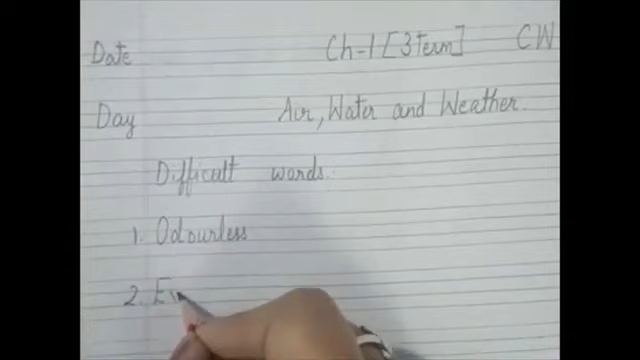 Date Ch-1 [3 term] CW
Day Air, Water and Weather.
Difficult words.
1. Odourless
2.